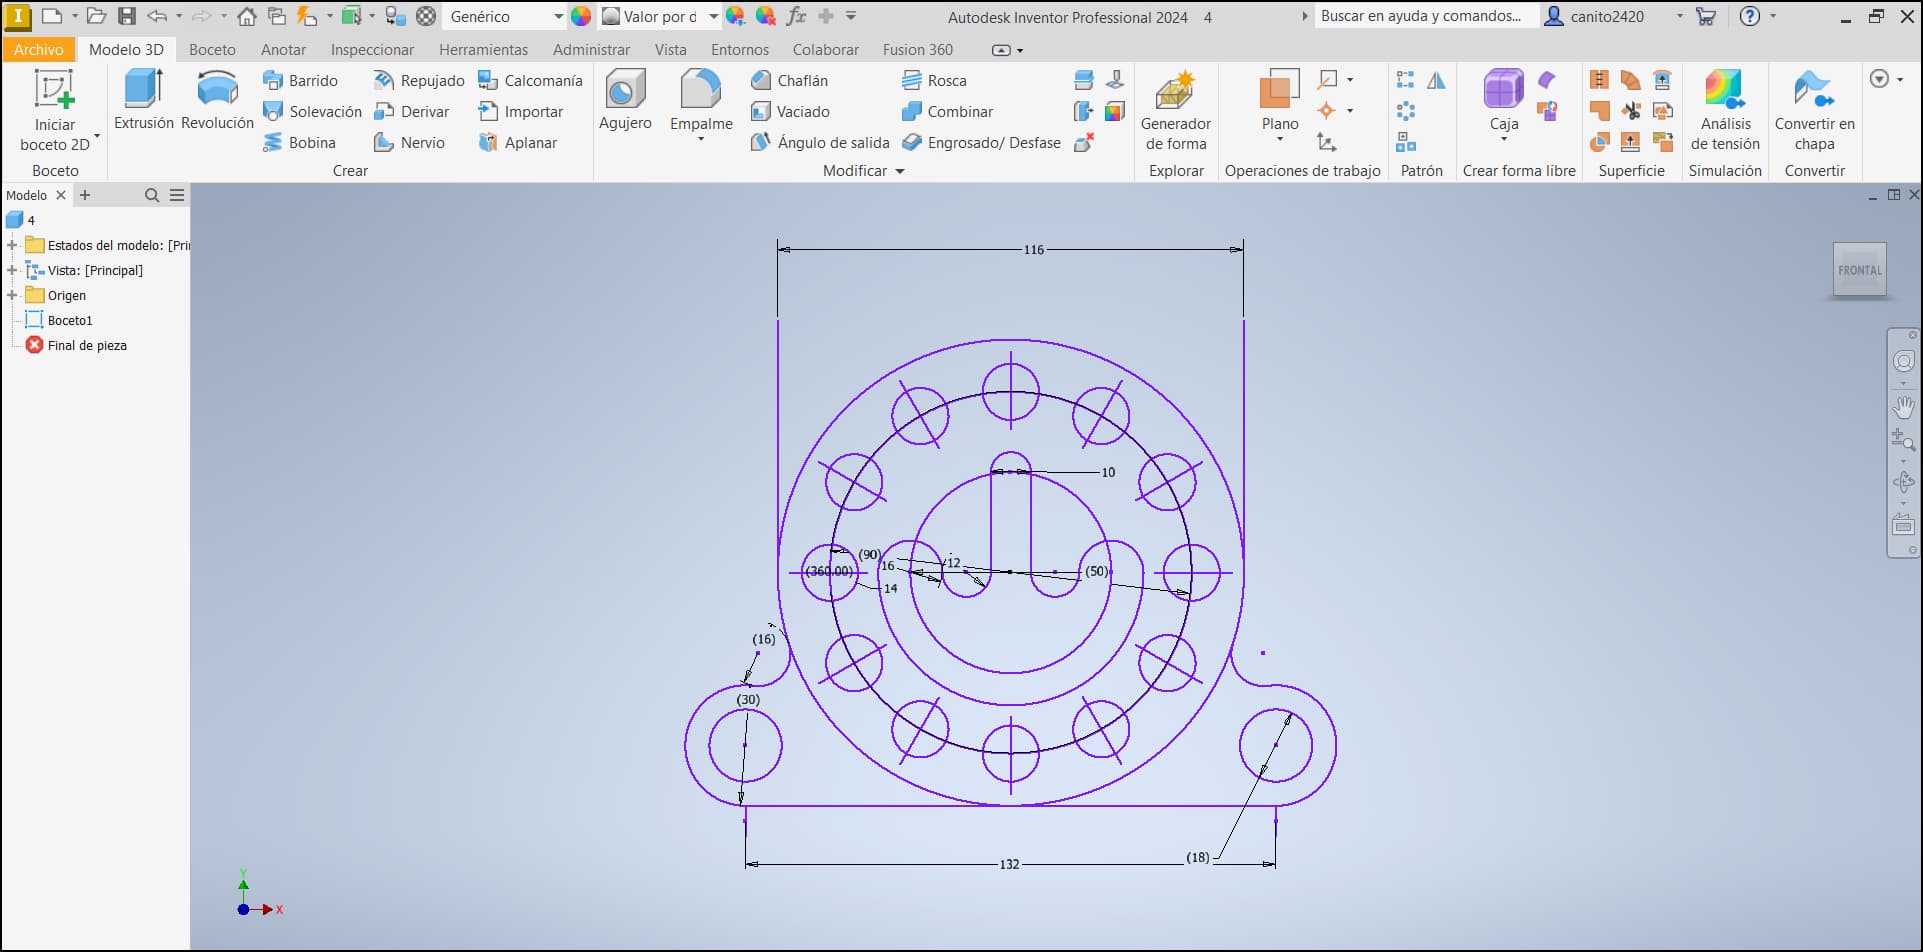 I
Genérico
Valor por d
fx
Autodesk Inventor Professional 2024 4
Buscar en ayuda y comandos...
canito2420
?
Archivo
Modelo 3D
Boceto
Anotar
Inspeccionar
Herramientas
Administrar
Vista
Entornos
Colaborar
Fusion 360
Iniciar
boceto 2D
Boceto
Extrusión
Revolución
Barrido
Solevación
Bobina
Repujado
Derivar
Nervio
Calcomanía
Importar
Aplanar
Crear
Agujero
Empalme
Chaflán
Vaciado
Ángulo de salida
Rosca
Combinar
Engrosado/ Desfase
Modificar
Generador
de forma
Explorar
Plano
Operaciones de trabajo
Patrón
Caja
Crear forma libre
Superficie
Análisis
de tensión
Simulación
Convertir en
chapa
Convertir
Modelo
4
Estados del modelo: [Pri
Vista: [Principal]
Origen
Boceto1
Final de pieza
116
FRONTAL
10
(90)
12
16
(50)
(360.00)
14
(16)
(30)
(18)
132
Y
X